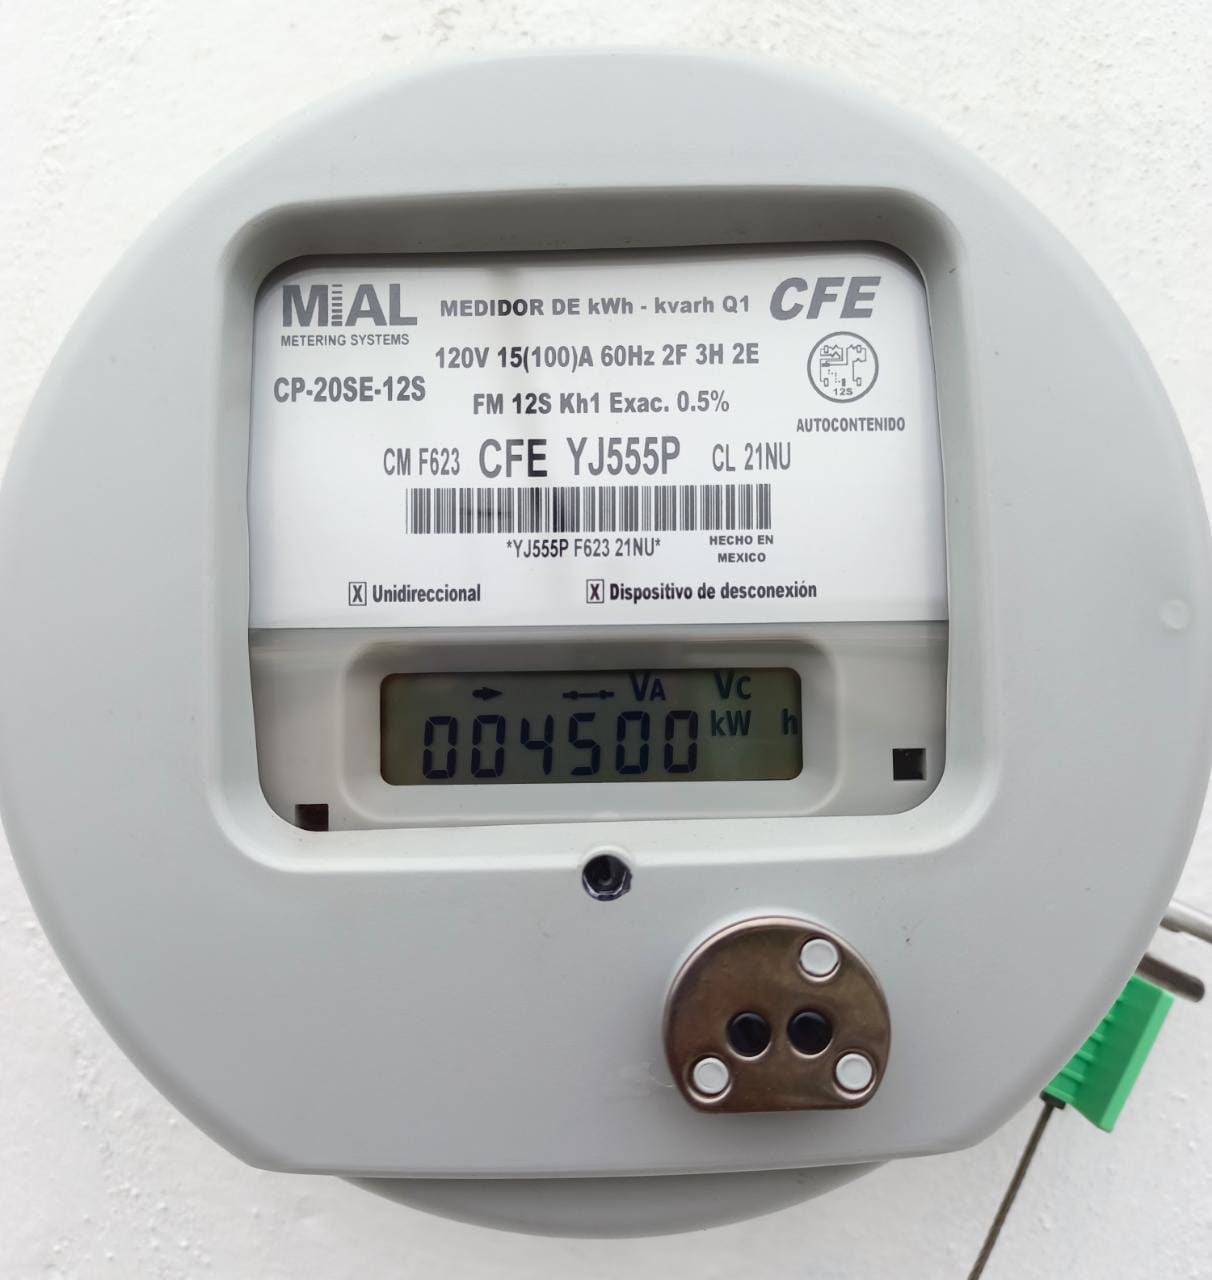 MIAL
METERING SYSTEMS
MEDIDOR DE kWh - kvarh Q1
CFE
120V 15(100)A 60Hz 2F 3H 2E
CP-20SE-12S
FM 12S Kh1 Exac. 0.5%
12S
AUTOCONTENIDO
CM F623 CFE YJ555P CL 21NU
*YJ555P F623 21NU*
HECHO EN
MEXICO
X Unidireccional
X Dispositivo de desconexión
VA VC
004500 kW h